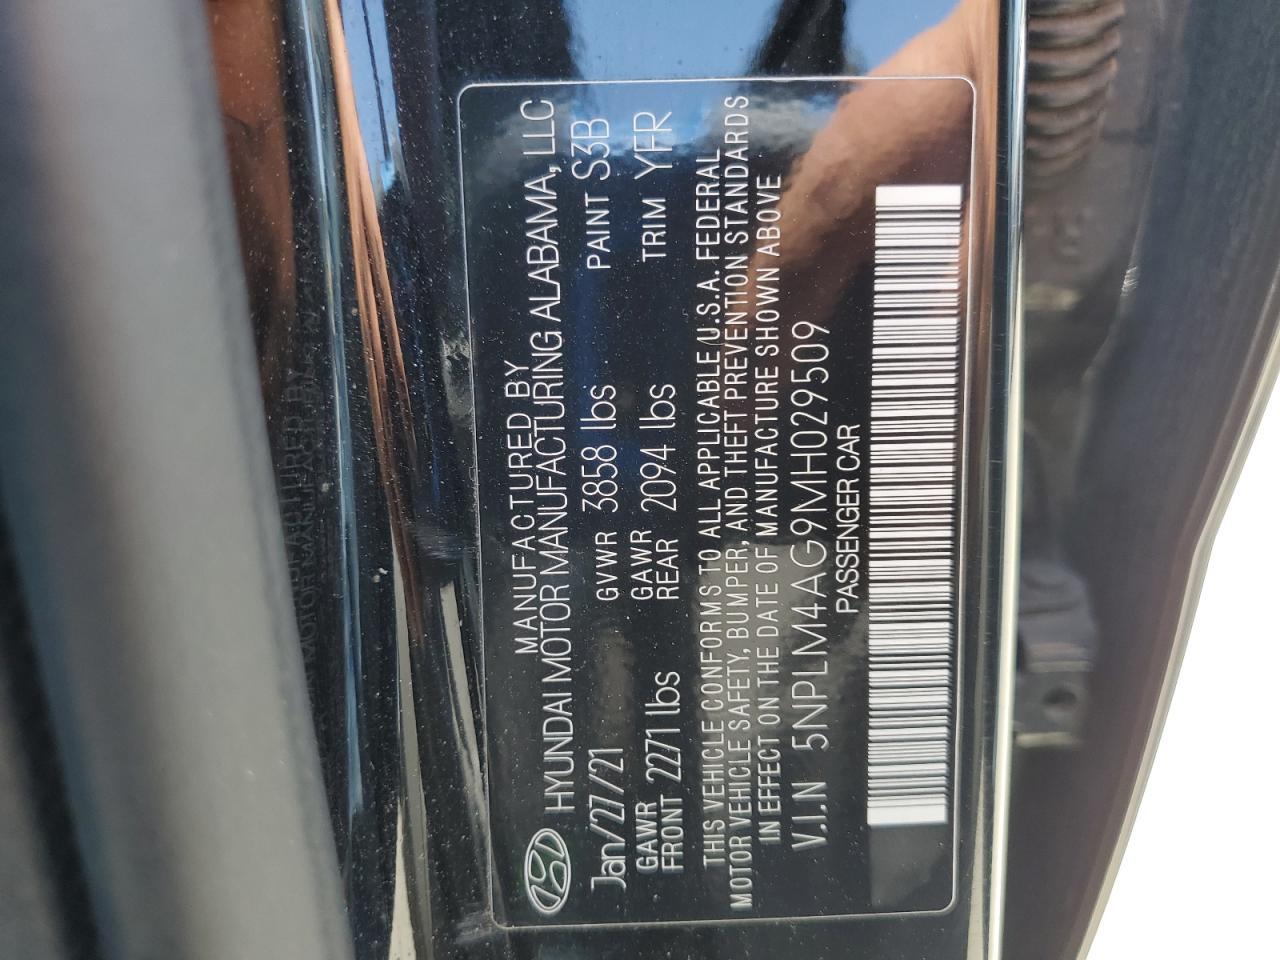 MANUFACTURED BY
HYUNDAI MOTOR MANUFACTURING ALABAMA, LLC
Jan/27/21 GVWR 3858 lbs PAINT S3B
GAWR FRONT 2271 lbs GAWR REAR 2094 lbs TRIM YFR
THIS VEHICLE CONFORMS TO ALL APPLICABLE U.S.A. FEDERAL
MOTOR VEHICLE SAFETY, BUMPER, AND THEFT PREVENTION STANDARDS
IN EFFECT ON THE DATE OF MANUFACTURE SHOWN ABOVE
V.I.N 5NPLM4AG9MH029509
PASSENGER CAR